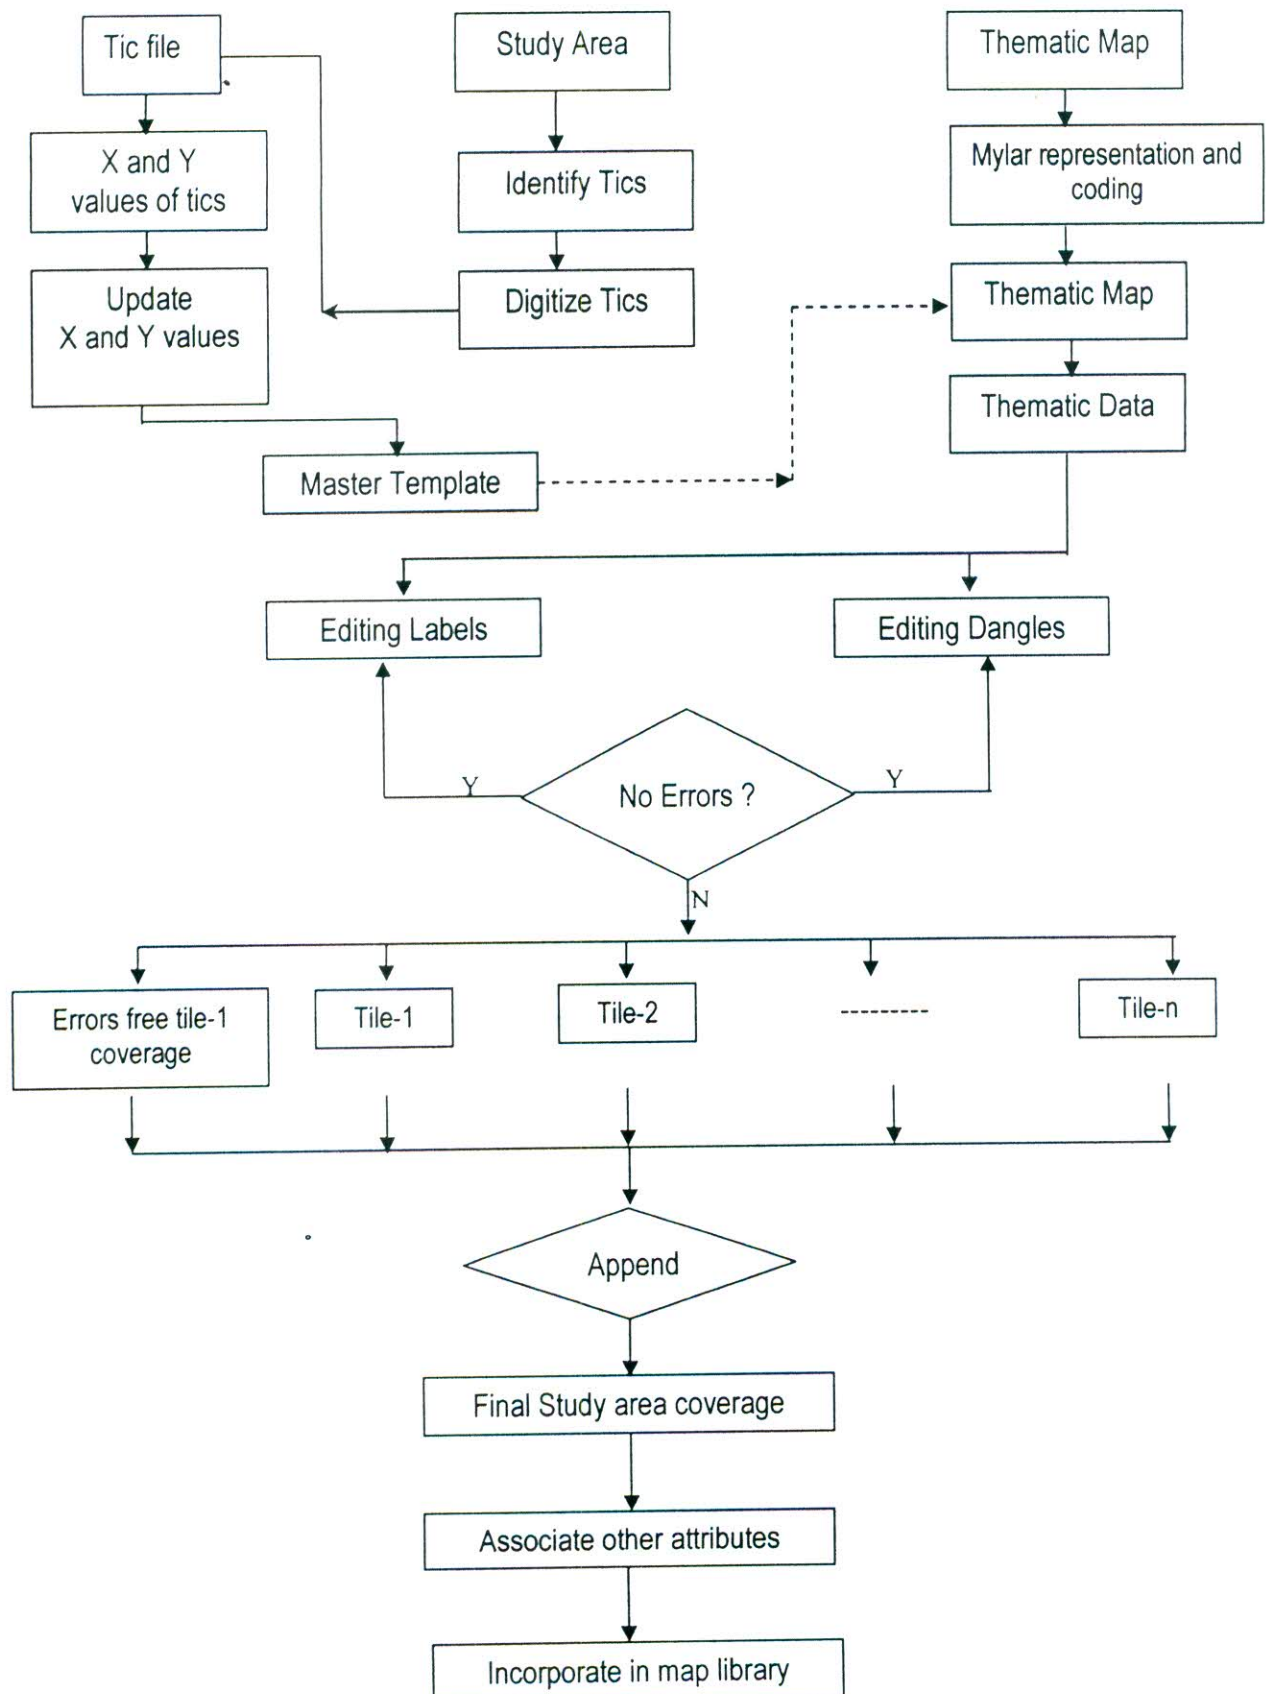 Tic file
Study Area
Thematic Map
X and Y
values of tics
Identify Tics
Mylar representation and
coding
Update
X and Y values
Digitize Tics
Thematic Map
Thematic Data
Master Template
Editing Labels
Editing Dangles
No Errors ?
Y
Y
N
Errors free tile-1
coverage
Tile-1
Tile-2
---------
Tile-n
Append
Final Study area coverage
Associate other attributes
Incorporate in map library